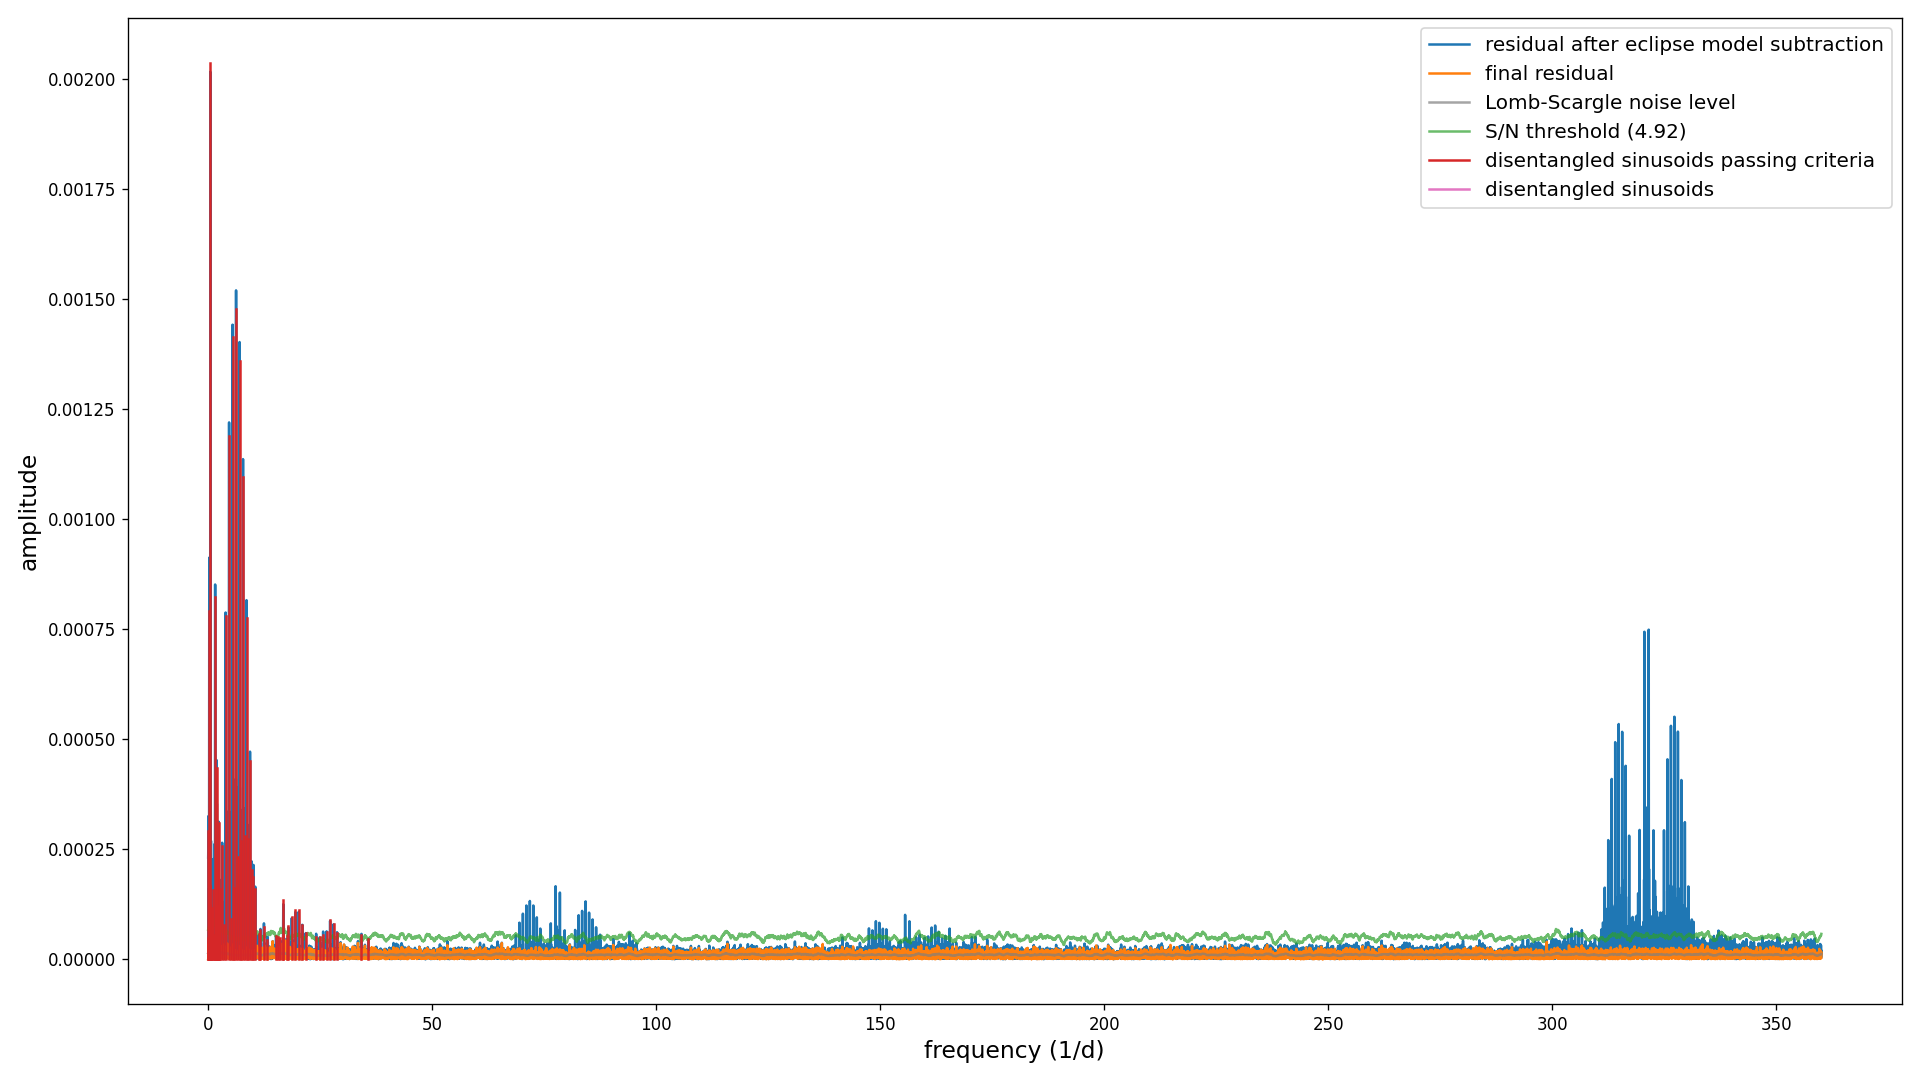 residual after eclipse model subtraction
final residual
Lomb-Scargle noise level
S/N threshold (4.92)
disentangled sinusoids passing criteria
disentangled sinusoids
amplitude
0.00200
0.00175
0.00150
0.00125
0.00100
0.00075
0.00050
0.00025
0.00000
0 50 100 150 200 250 300 350
frequency (1/d)